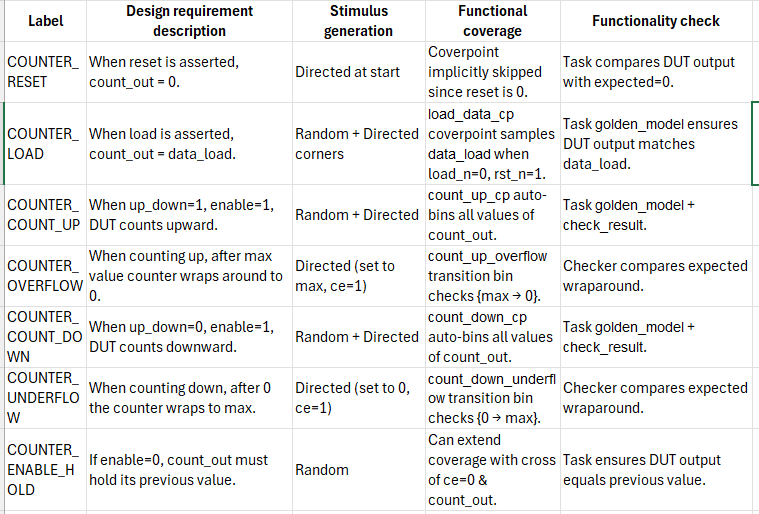 Label
Design requirement
description
Stimulus
generation
Functional
coverage
Functionality check
COUNTER_
RESET
When reset is asserted,
count_out = 0.
Directed at start
Coverpoint
implicitly skipped
since reset is 0.
Task compares DUT output
with expected=0.
COUNTER_
LOAD
When load is asserted,
count_out = data_load.
Random + Directed
corners
load_data_cp
coverpoint samples
data_load when
load_n=0, rst_n=1.
Task golden_model ensures
DUT output matches
data_load.
COUNTER_
COUNT_UP
When up_down=1, enable=1,
DUT counts upward.
Random + Directed
count_up_cp auto-
bins all values of
count_out.
Task golden_model +
check_result.
COUNTER_
OVERFLOW
When counting up, after max
value counter wraps around to
0.
Directed (set to
max, ce=1)
count_up_overflow
transition bin
checks {max → 0}.
Checker compares expected
wraparound.
COUNTER_
COUNT_DO
WN
When up_down=0, enable=1,
DUT counts downward.
Random + Directed
count_down_cp
auto-bins all values
of count_out.
Task golden_model +
check_result.
COUNTER_
UNDERFLO
W
When counting down, after 0
the counter wraps to max.
Directed (set to 0,
ce=1)
count_down_underfl
ow transition bin
checks {0 → max}.
Checker compares expected
wraparound.
COUNTER_
ENABLE_H
OLD
If enable=0, count_out must
hold its previous value.
Random
Can extend
coverage with cross
of ce=0 &
count_out.
Task ensures DUT output
equals previous value.